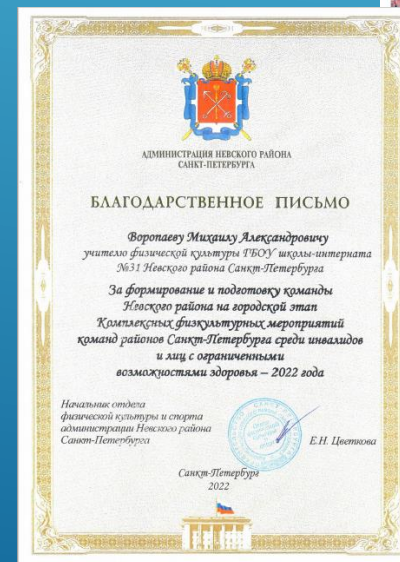 АДМИНИСТРАЦИЯ НЕВСКОГО РАЙОНА
САНКТ-ПЕТЕРБУРГА
БЛАГОДАРСТВЕННОЕ ПИСЬМО
Воропаеву Михаилу Александровичу
учителю физической культуры ГБОУ школы-интерната
№31 Невского района Санкт-Петербурга
За формирование и подготовку команды
Невского района на городской этап
Комплексных физкультурных мероприятий
команд районов Санкт-Петербурга среди инвалидов
и лиц с ограниченными
возможностями здоровья – 2022 года
Начальник отдела
физической культуры и спорта
администрации Невского района
Санкт-Петербурга
Е.Н. Цветкова
Санкт-Петербург
2022